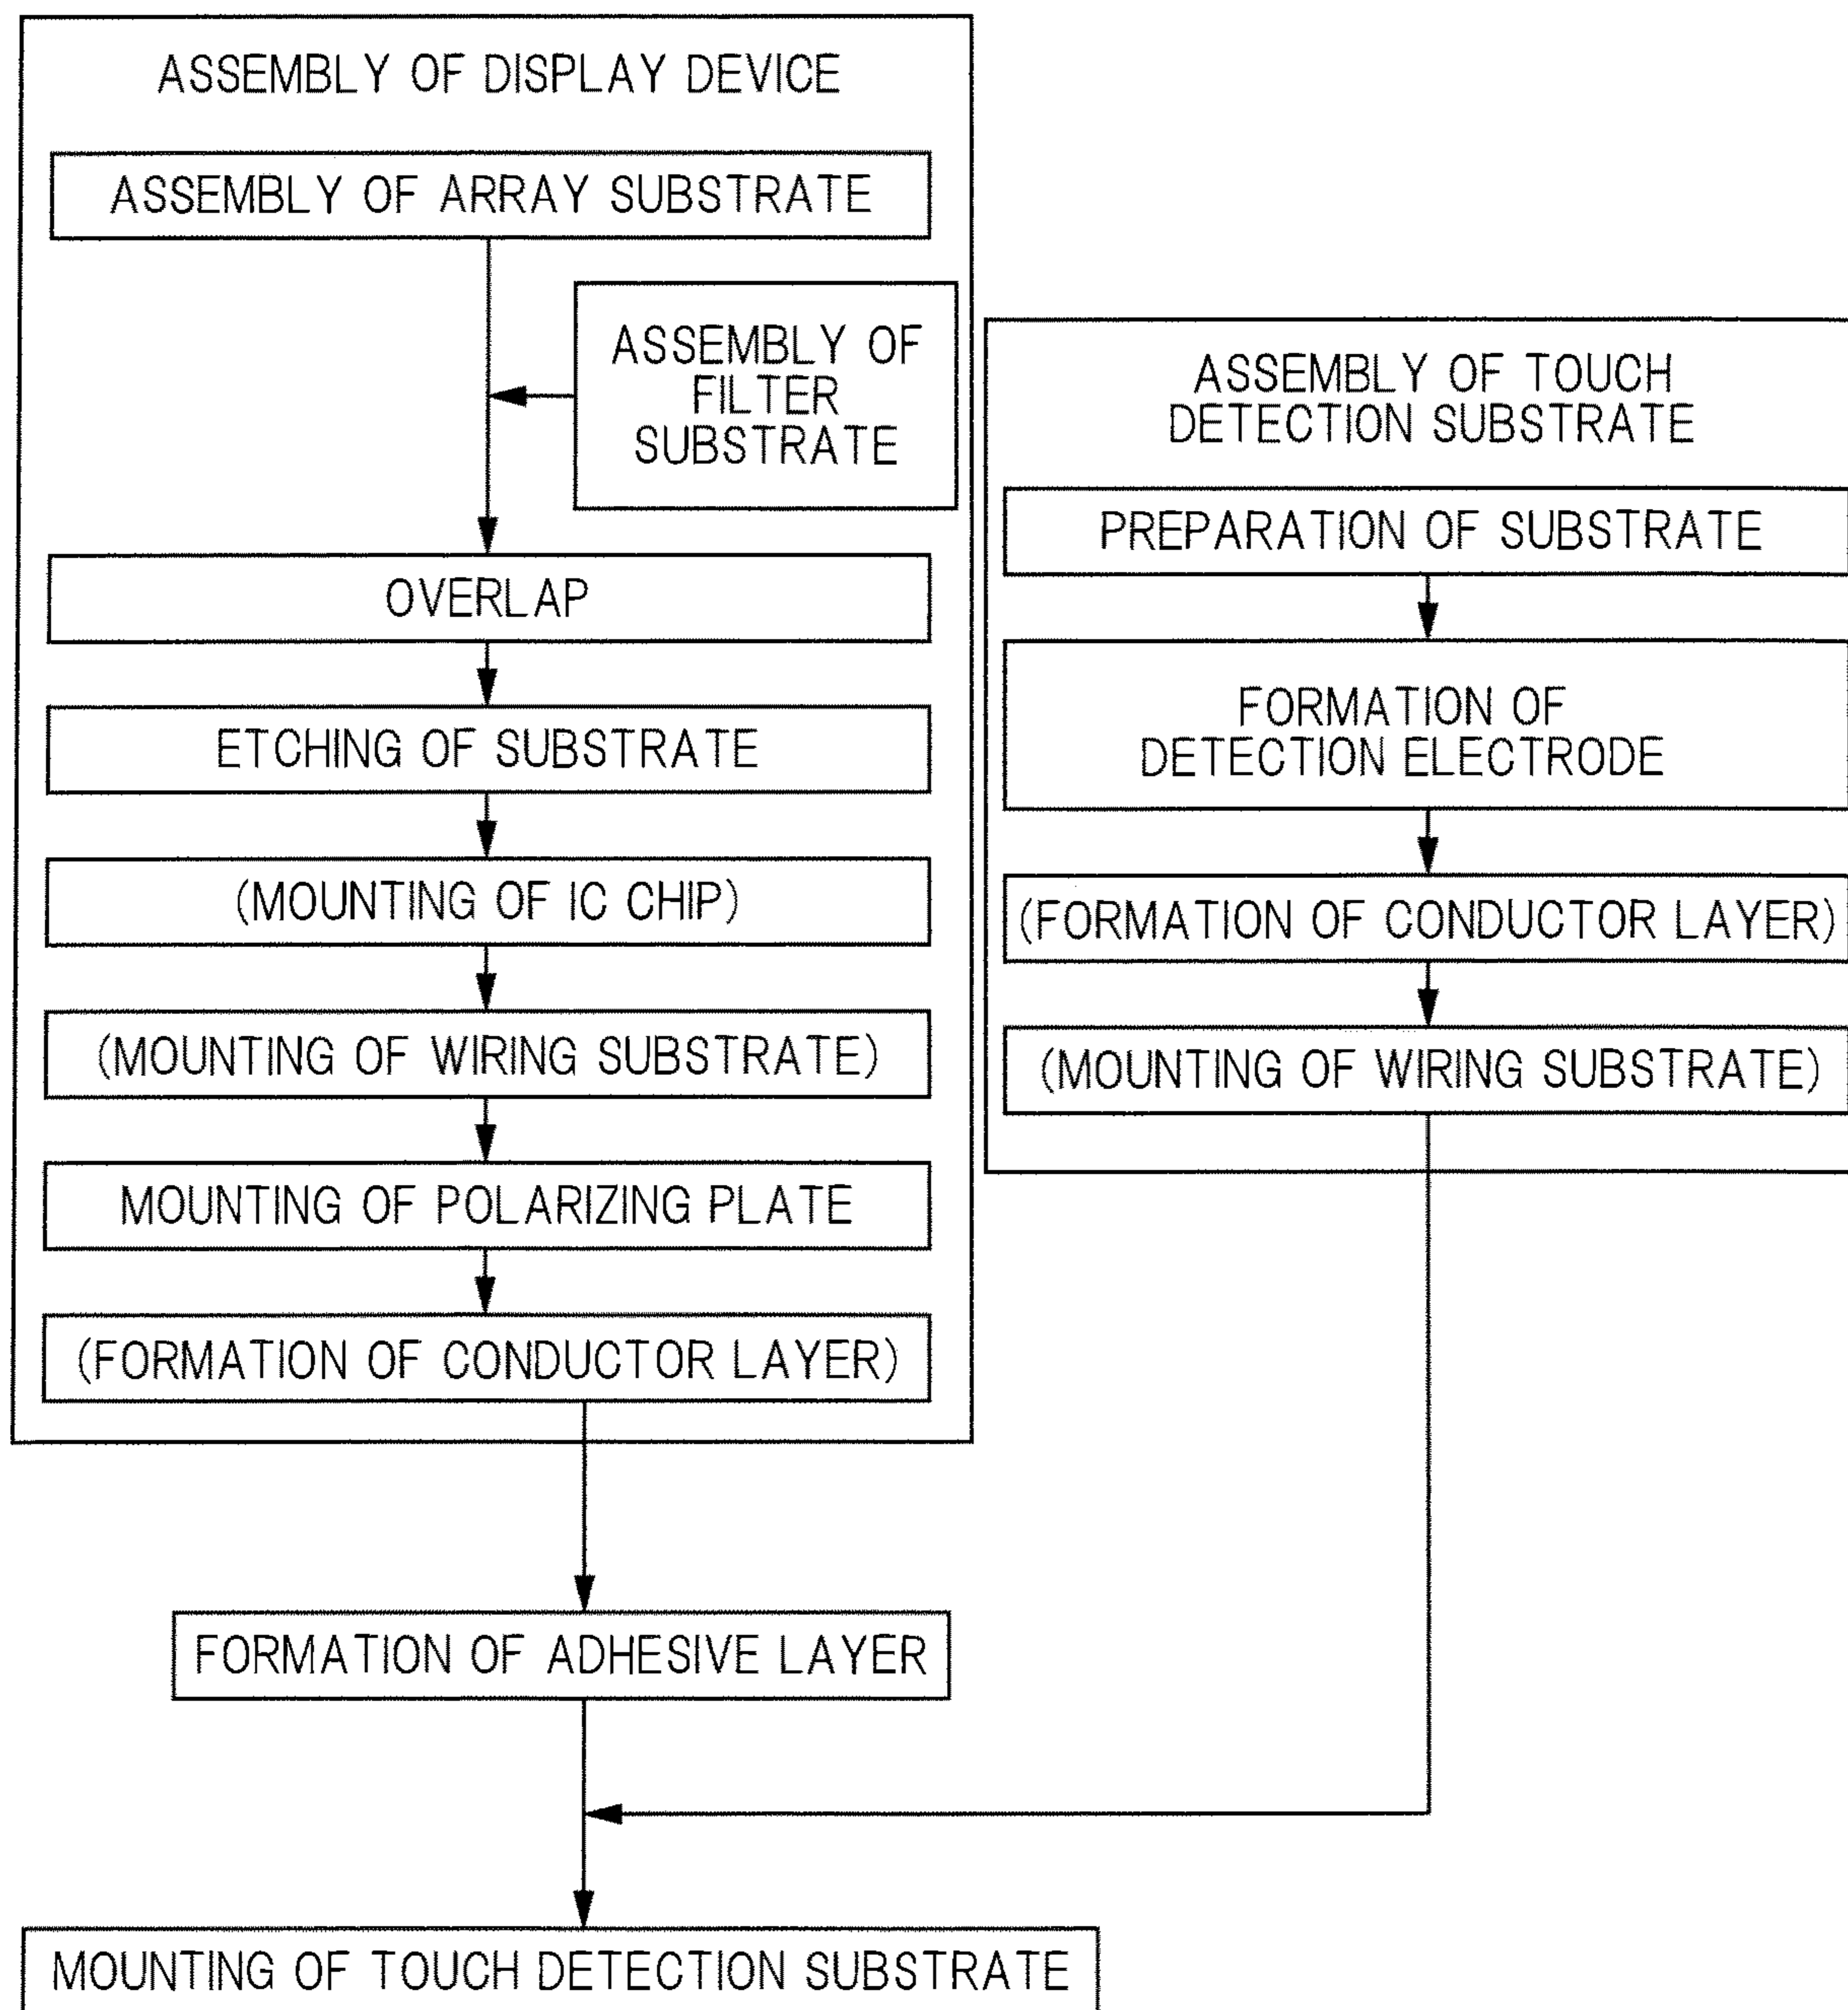 ASSEMBLY OF DISPLAY DEVICE
ASSEMBLY OF ARRAY SUBSTRATE
ASSEMBLY OF
FILTER
SUBSTRATE
OVERLAP
ETCHING OF SUBSTRATE
(MOUNTING OF IC CHIP)
(MOUNTING OF WIRING SUBSTRATE)
MOUNTING OF POLARIZING PLATE
(FORMATION OF CONDUCTOR LAYER)
ASSEMBLY OF TOUCH
DETECTION SUBSTRATE
PREPARATION OF SUBSTRATE
FORMATION OF
DETECTION ELECTRODE
(FORMATION OF CONDUCTOR LAYER)
(MOUNTING OF WIRING SUBSTRATE)
FORMATION OF ADHESIVE LAYER
MOUNTING OF TOUCH DETECTION SUBSTRATE